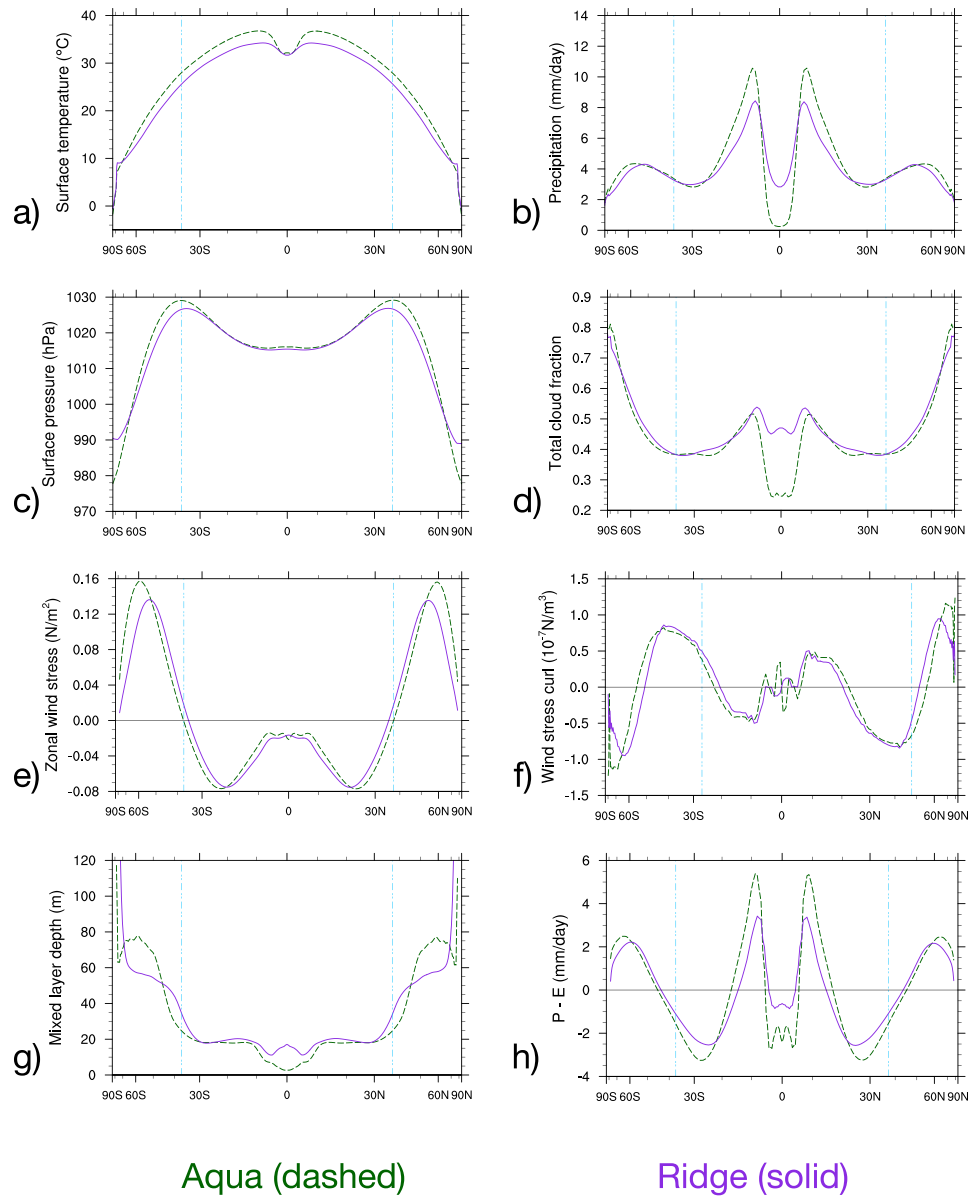 a)
Surface temperature (°C)
40
30
20
10
0
90S 60S 30S 0 30N 60N 90N
b)
Precipitation (mm/day)
14
12
10
8
6
4
2
0
90S 60S 30S 0 30N 60N 90N
c)
Surface pressure (hPa)
1030
1020
1010
1000
990
980
970
90S 60S 30S 0 30N 60N 90N
d)
Total cloud fraction
0.9
0.8
0.7
0.6
0.5
0.4
0.3
0.2
90S 60S 30S 0 30N 60N 90N
e)
Zonal wind stress (N/m²)
0.16
0.12
0.08
0.04
0.00
-0.04
-0.08
90S 60S 30S 0 30N 60N 90N
f)
Wind stress curl (10⁻⁷N/m³)
1.5
1.0
0.5
0.0
-0.5
-1.0
-1.5
90S 60S 30S 0 30N 60N 90N
g)
Mixed layer depth (m)
120
100
80
60
40
20
0
90S 60S 30S 0 30N 60N 90N
h)
P - E (mm/day)
6
4
2
0
-2
-4
90S 60S 30S 0 30N 60N 90N
Aqua (dashed)
Ridge (solid)